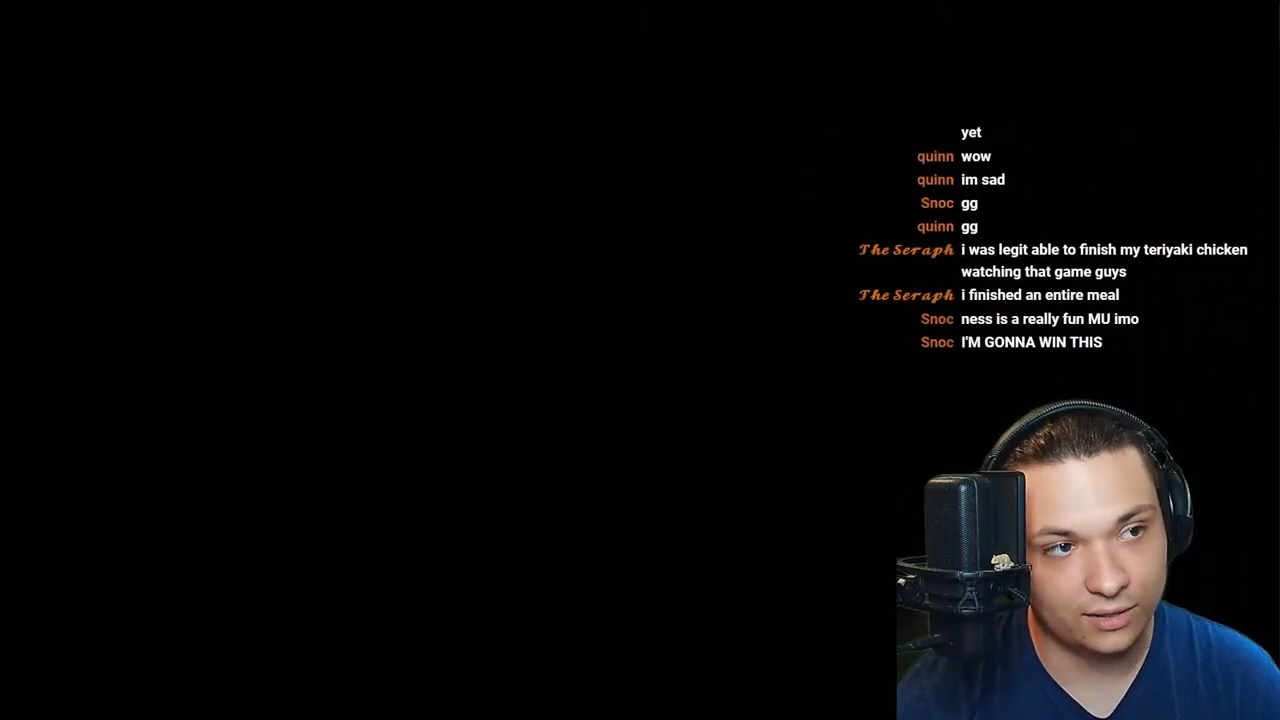 yet
quinn wow
quinn im sad
Snoc gg
quinn gg
The Seraph i was legit able to finish my teriyaki chicken
watching that game guys
The Seraph i finished an entire meal
Snoc ness is a really fun MU imo
Snoc I'M GONNA WIN THIS